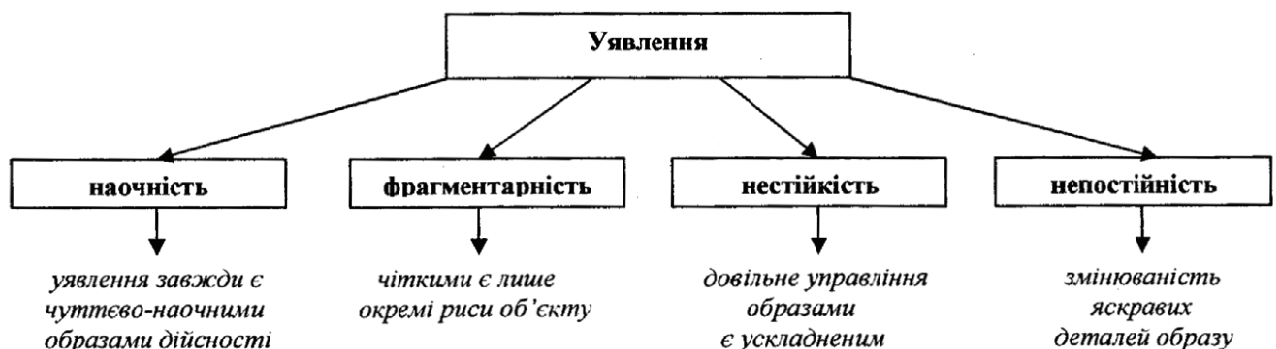 Уявлення
наочність
фрагментарність
нестійкість
непостійність
уявлення завжди є
чуттєво-наочними
образами дійсності
чіткими є лише
окремі риси об’єкту
довільне управління
образами
є ускладненим
змінюваність
яскравих
деталей образу